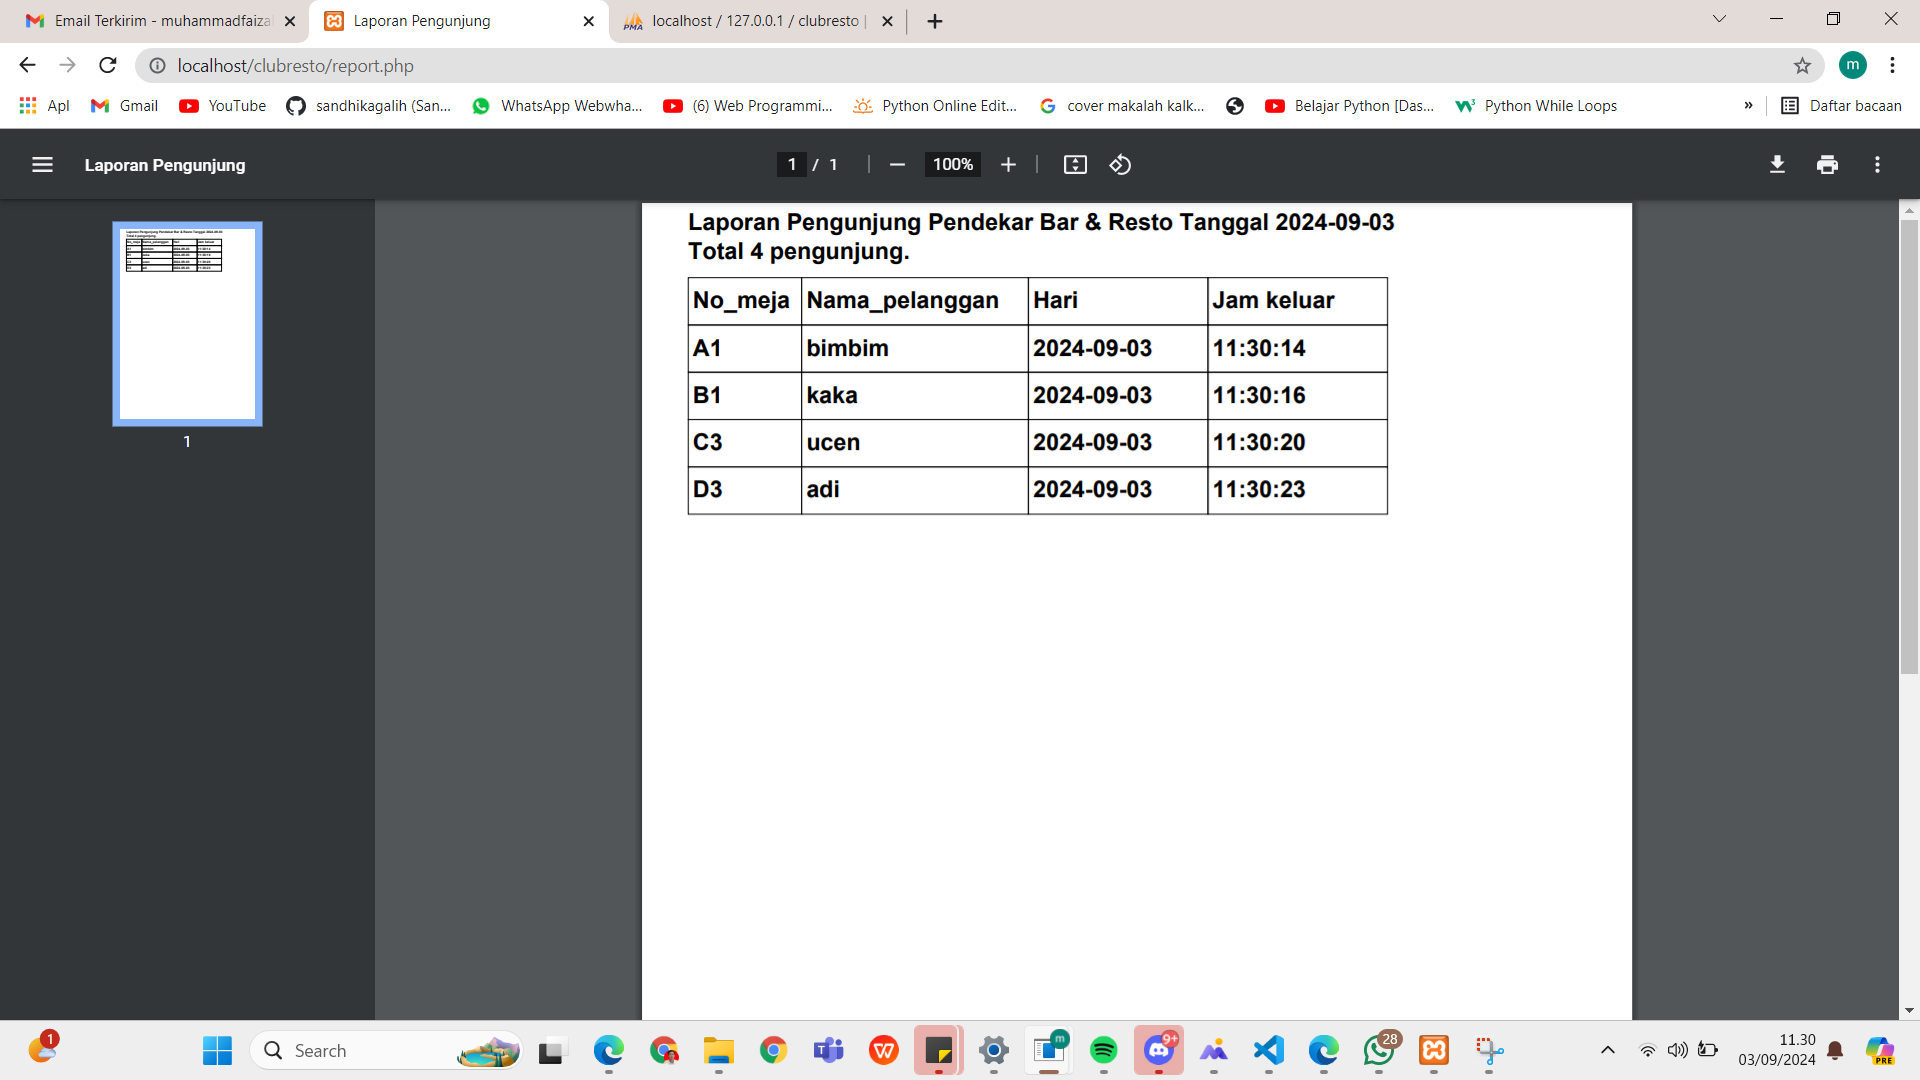 Email Terkirim - muhammadfaiza
Laporan Pengunjung
localhost / 127.0.0.1 / clubresto |
localhost/clubresto/report.php
m
Apl
Gmail
YouTube
sandhikagalih (San...
WhatsApp Webwha...
(6) Web Programmi...
Python Online Edit...
cover makalah kalk...
Belajar Python [Das...
Python While Loops
»
Daftar bacaan
Laporan Pengunjung
1 / 1
100%
1
Laporan Pengunjung Pendekar Bar & Resto Tanggal 2024-09-03
Total 4 pengunjung.
No_meja Nama_pelanggan Hari Jam keluar
A1 bimbim 2024-09-03 11:30:14
B1 kaka 2024-09-03 11:30:16
C3 ucen 2024-09-03 11:30:20
D3 adi 2024-09-03 11:30:23
1
Search
m
9+
28
11.30
03/09/2024
PRE